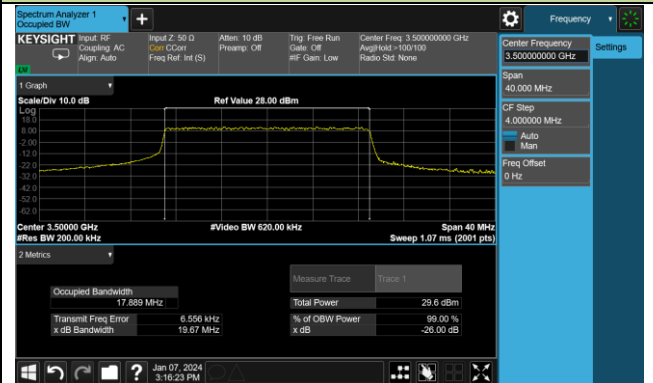 Spectrum Analyzer 1
Occupied BW
Frequency
KEYSIGHT
Input: RF
Coupling: AC
Align: Auto
Input Z: 50 Ω
Corr CCorr
Freq Ref: Int (S)
Atten: 10 dB
Preamp: Off
Trig: Free Run
Gate: Off
#IF Gain: Low
Center Freq: 3.500000000 GHz
Avg|Hold:>100/100
Radio Std: None
Center Frequency
3.500000000 GHz
Settings
Span
40.000 MHz
CF Step
4.000000 MHz
Auto
Man
Freq Offset
0 Hz
1 Graph
Scale/Div 10.0 dB
Ref Value 28.00 dBm
Log
18.0
8.00
-2.00
-12.0
-22.0
-32.0
-42.0
-52.0
-62.0
Center 3.50000 GHz
#Video BW 620.00 kHz
Span 40 MHz
#Res BW 200.00 kHz
Sweep 1.07 ms (2001 pts)
2 Metrics
Measure Trace
Trace 1
Occupied Bandwidth
17.889 MHz
Total Power
29.6 dBm
Transmit Freq Error
6.556 kHz
% of OBW Power
99.00 %
x dB Bandwidth
19.67 MHz
x dB
-26.00 dB
?
Jan 07, 2024
3:16:23 PM